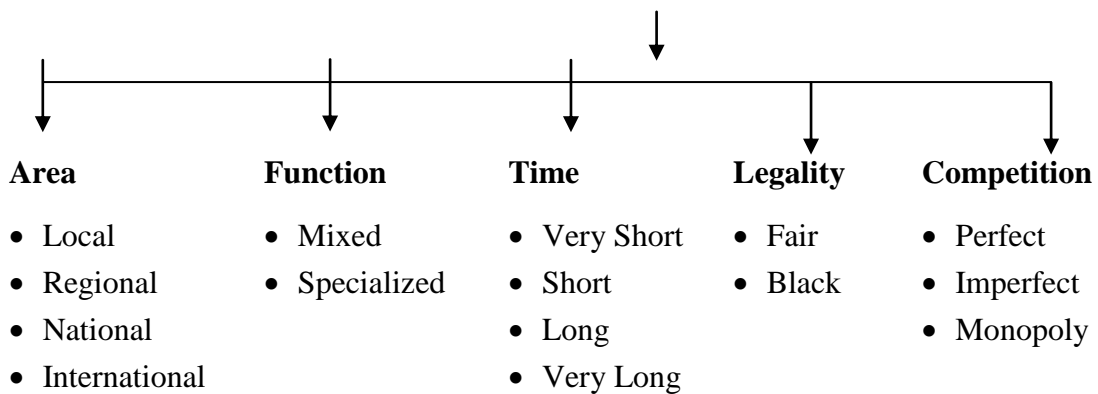 Area
• Local
• Regional
• National
• International
Function
• Mixed
• Specialized
Time
• Very Short
• Short
• Long
• Very Long
Legality
• Fair
• Black
Competition
• Perfect
• Imperfect
• Monopoly